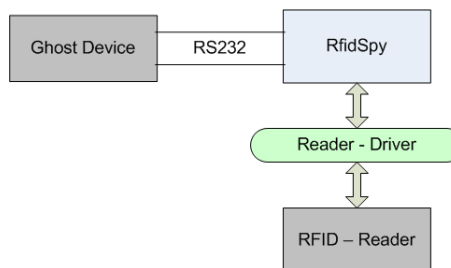 Ghost Device
RS232
RfidSpy
Reader - Driver
RFID – Reader